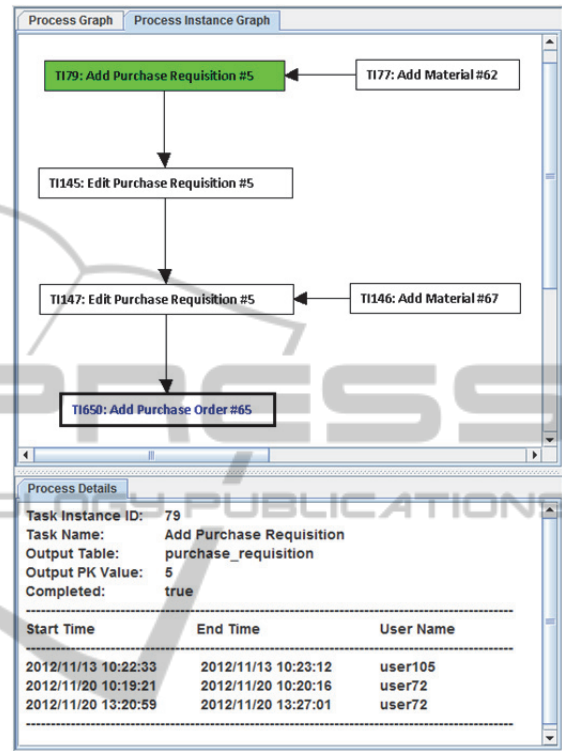 Process Graph Process Instance Graph
TI79: Add Purchase Requisition #5 TI77: Add Material #62
TI145: Edit Purchase Requisition #5
TI147: Edit Purchase Requisition #5 TI146: Add Material #67
PRESS
TI650: Add Purchase Order #65
Process Details
OLOGY PUBLICATIONS
Task Instance ID: 79
Task Name: Add Purchase Requisition
Output Table: purchase_requisition
Output PK Value: 5
Completed: true
Start Time End Time User Name
2012/11/13 10:22:33 2012/11/13 10:23:12 user105
2012/11/20 10:19:21 2012/11/20 10:20:16 user72
2012/11/20 13:20:59 2012/11/20 13:27:01 user72